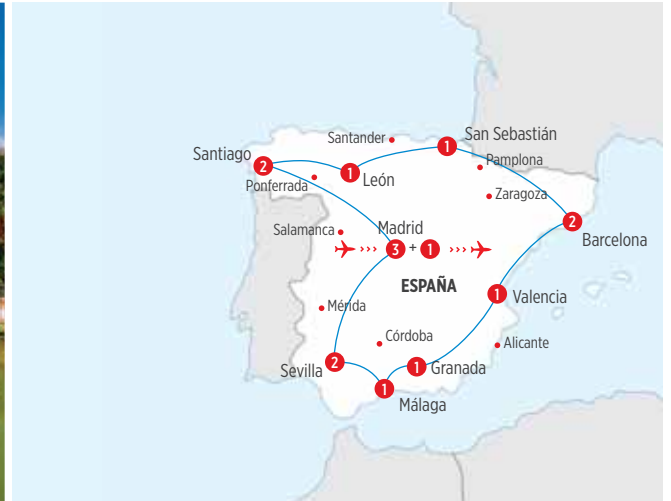 Santander
San Sebastián
1
Santiago
2
1
León
Pamplona
Ponferrada
Zaragoza
Salamanca
Madrid
3 + 1
2
Barcelona
ESPAÑA
1
Valencia
Mérida
Córdoba
Alicante
Sevilla
2
1
Granada
1
Málaga